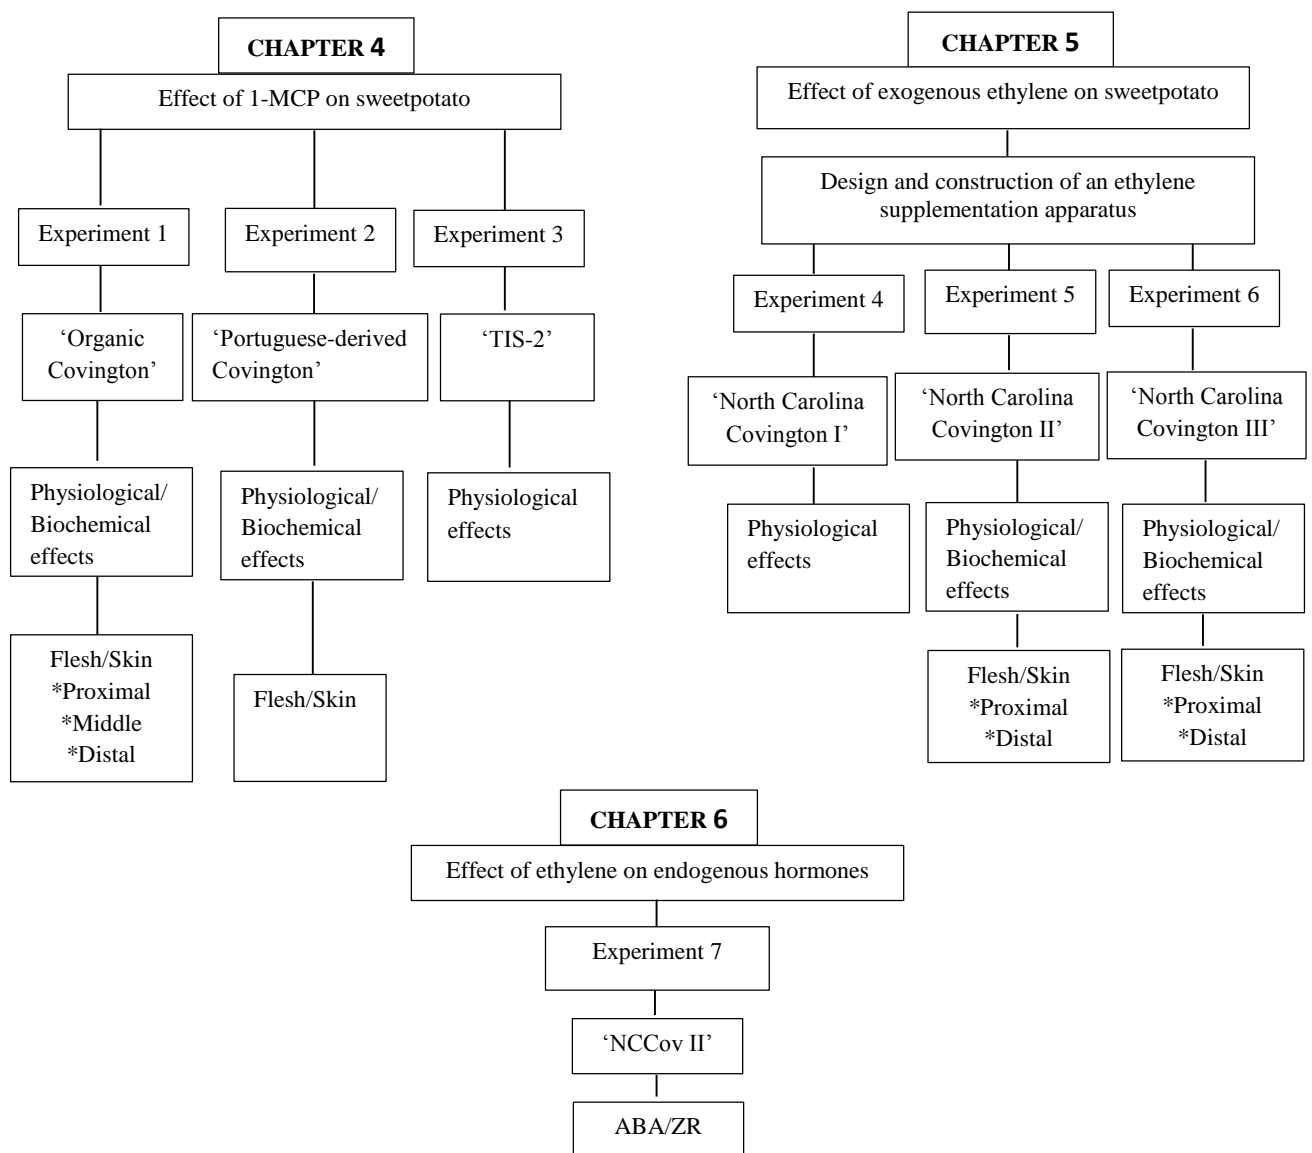 CHAPTER 4
Effect of 1-MCP on sweetpotato
Experiment 1
Experiment 2
Experiment 3
‘Organic
Covington’
‘Portuguese-derived
Covington’
‘TIS-2’
Physiological/
Biochemical
effects
Physiological/
Biochemical
effects
Physiological
effects
Flesh/Skin
*Proximal
*Middle
*Distal
Flesh/Skin
CHAPTER 5
Effect of exogenous ethylene on sweetpotato
Design and construction of an ethylene
supplementation apparatus
Experiment 4
Experiment 5
Experiment 6
‘North Carolina
Covington I’
‘North Carolina
Covington II’
‘North Carolina
Covington III’
Physiological
effects
Physiological/
Biochemical
effects
Physiological/
Biochemical
effects
Flesh/Skin
*Proximal
*Distal
Flesh/Skin
*Proximal
*Distal
CHAPTER 6
Effect of ethylene on endogenous hormones
Experiment 7
‘NCCov II’
ABA/ZR